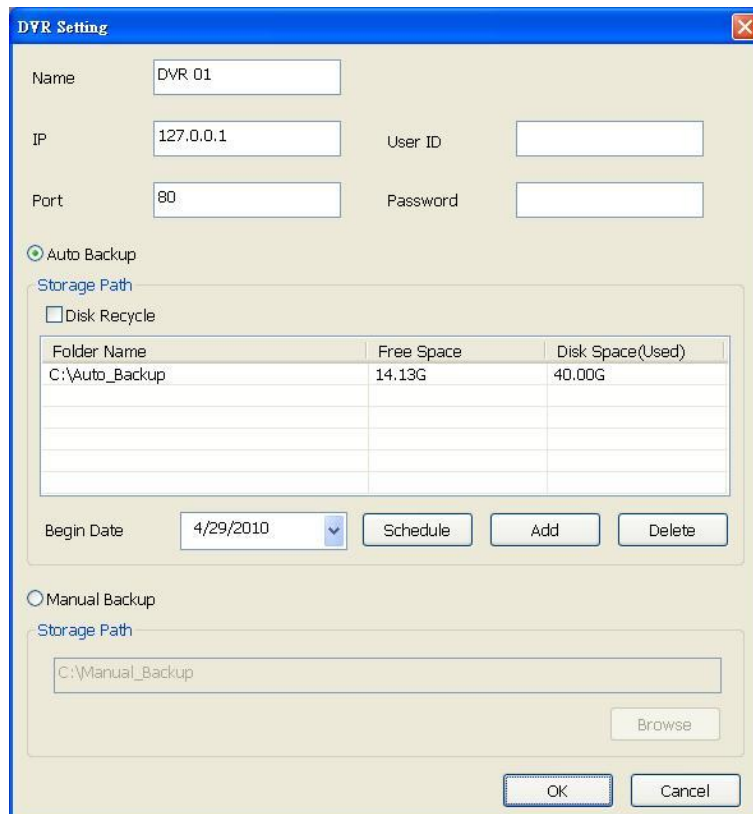 DVR Setting
Name DVR 01
IP 127.0.0.1 User ID
Port 80 Password
Auto Backup
Storage Path
Disk Recycle
Folder Name Free Space Disk Space(Used)
C:\Auto_Backup 14.13G 40.00G
Begin Date 4/29/2010 Schedule Add Delete
Manual Backup
Storage Path
C:\Manual_Backup
Browse
OK Cancel